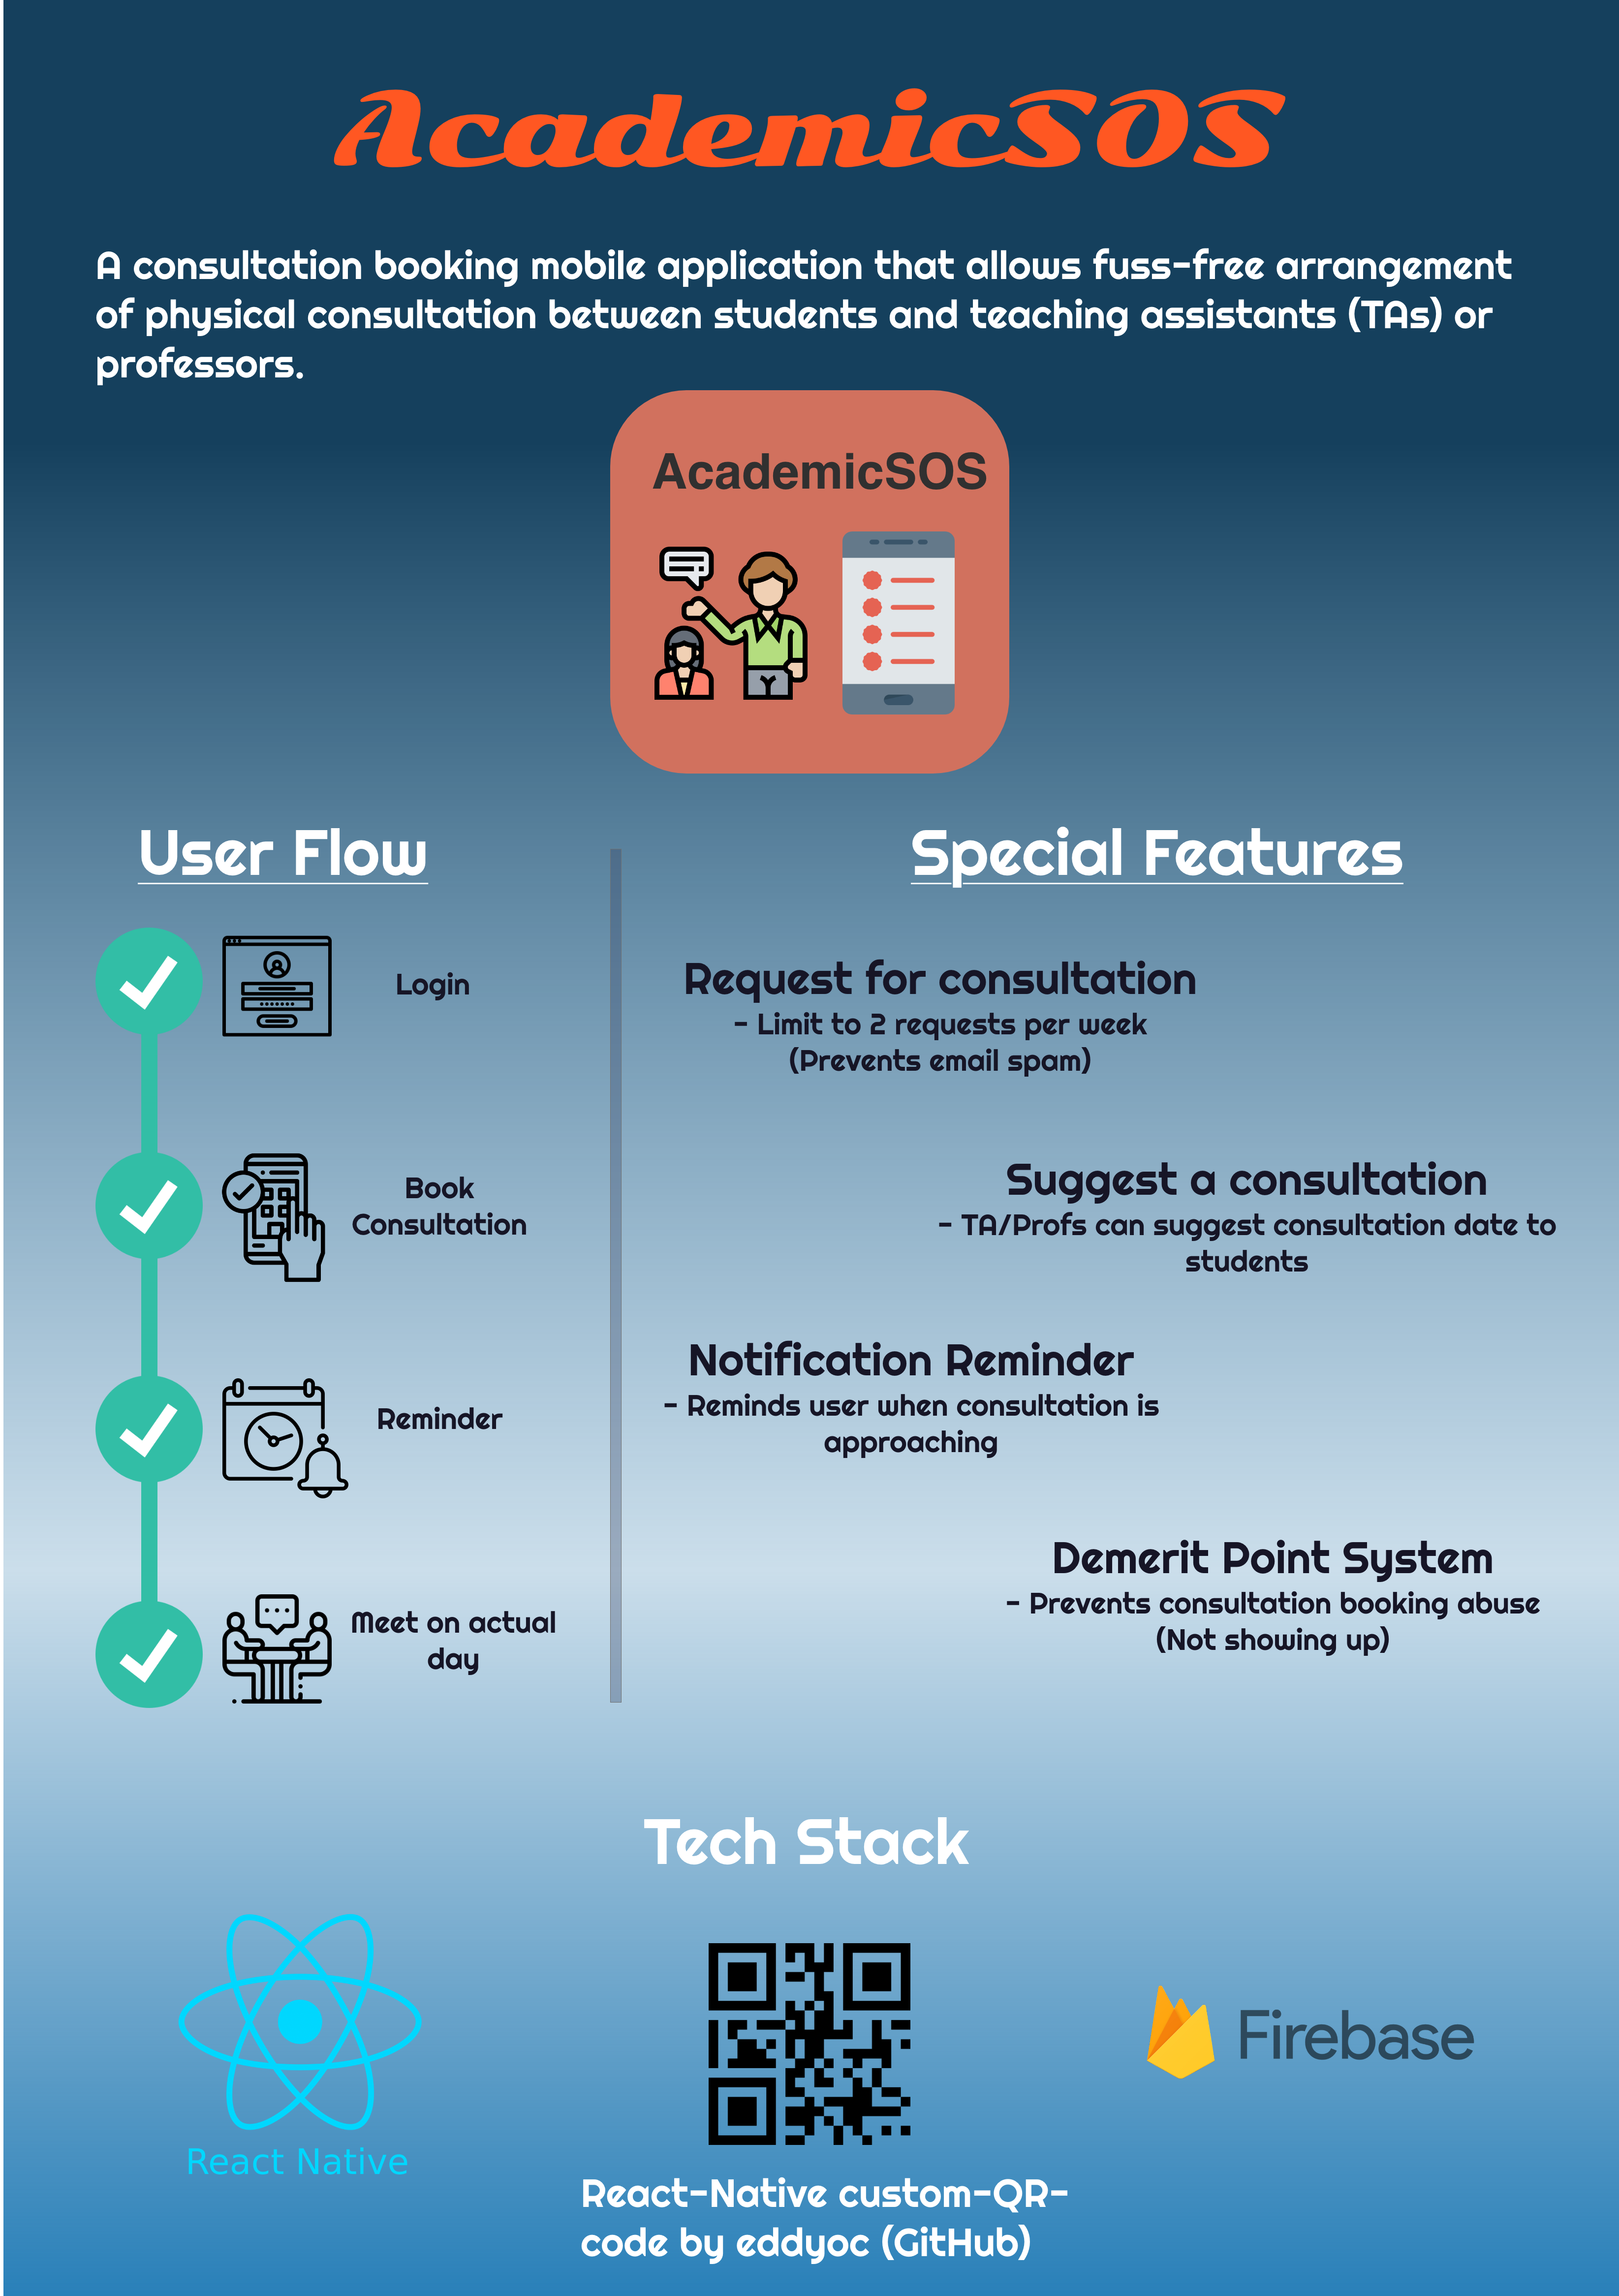 AcademicSOS
A consultation booking mobile application that allows fuss-free arrangement
of physical consultation between students and teaching assistants (TAs) or
professors.
AcademicSOS
User Flow
Login
Book
Consultation
Reminder
Meet on actual
day
Special Features
Request for consultation
- Limit to 2 requests per week
(Prevents email spam)
Suggest a consultation
- TA/Profs can suggest consultation date to
students
Notification Reminder
- Reminds user when consultation is
approaching
Demerit Point System
- Prevents consultation booking abuse
(Not showing up)
Tech Stack
React Native
React-Native custom-QR-
code by eddyoc (GitHub)
Firebase